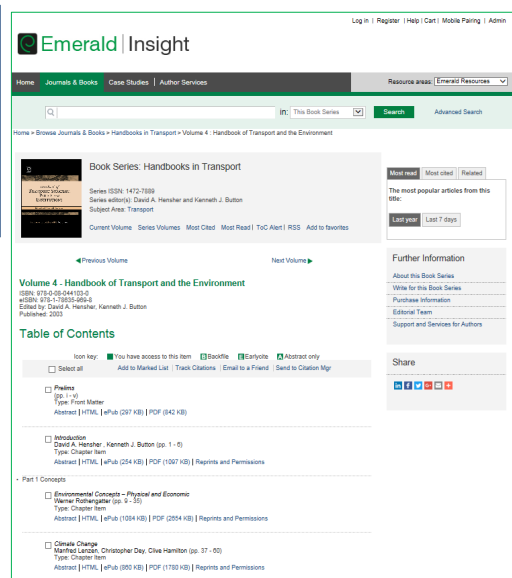 Log in | Register | Help | Cart | Mobile Pairing | Admin
Emerald Insight
Home Journals & Books Case Studies Author Services Resource areas: Emerald Resources
in: This Book Series Search Advanced Search
Home > Browse Journals & Books > Handbooks in Transport > Volume 4 : Handbook of Transport and the Environment
Book Series: Handbooks in Transport
Series ISSN: 1472-7889
Series editor(s): David A. Hensher and Kenneth J. Button
Subject Area: Transport
Current Volume Series Volumes Most Cited Most Read | ToC Alert | RSS Add to favorites
Most read Most cited Related
The most popular articles from this
title:
Last year Last 7 days
Previous Volume Next Volume
Volume 4 - Handbook of Transport and the Environment
ISBN: 978-0-08-044103-0
eISBN: 978-1-78635-969-8
Edited by: David A. Hensher, Kenneth J. Button
Published: 2003
Table of Contents
Icon key: You have access to this item B Backfile E Earlycite A Abstract only
Select all Add to Marked List | Track Citations | Email to a Friend | Send to Citation Mgr
Prelims
(pp. i - v)
Type: Front Matter
Abstract | HTML | ePub (297 KB) | PDF (842 KB)
Introduction
David A. Hensher , Kenneth J. Button (pp. 1 - 6)
Type: Chapter Item
Abstract | HTML | ePub (254 KB) | PDF (1097 KB) | Reprints and Permissions
Part 1 Concepts
Environmental Concepts – Physical and Economic
Werner Rothengatter (pp. 9 - 35)
Type: Chapter Item
Abstract | HTML | ePub (1084 KB) | PDF (2654 KB) | Reprints and Permissions
Climate Change
Manfred Lenzen, Christopher Dey, Clive Hamilton (pp. 37 - 60)
Type: Chapter Item
Abstract | HTML | ePub (860 KB) | PDF (1780 KB) | Reprints and Permissions
Further Information
About this Book Series
Write for this Book Series
Purchase Information
Editorial Team
Support and Services for Authors
Share